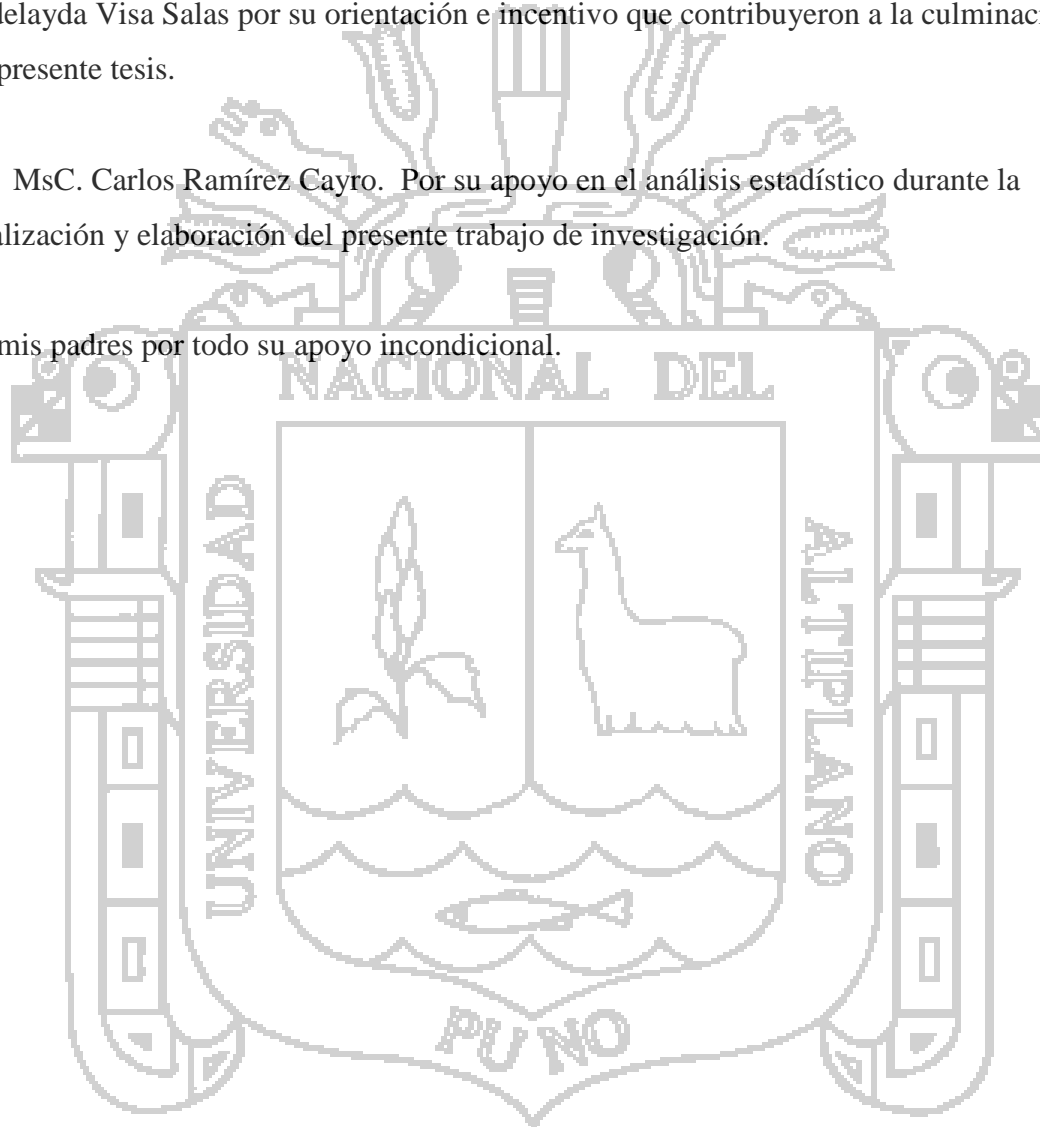 delayda Visa Salas por su orientación e incentivo que contribuyeron a la culminaci
presente tesis.
MsC. Carlos Ramírez Cayro. Por su apoyo en el análisis estadístico durante la
alización y elaboración del presente trabajo de investigación.
mis padres por todo su apoyo incondicional.
NACIONAL DEL
UNIVERSIDAD
ALTIPLANO
PUNO